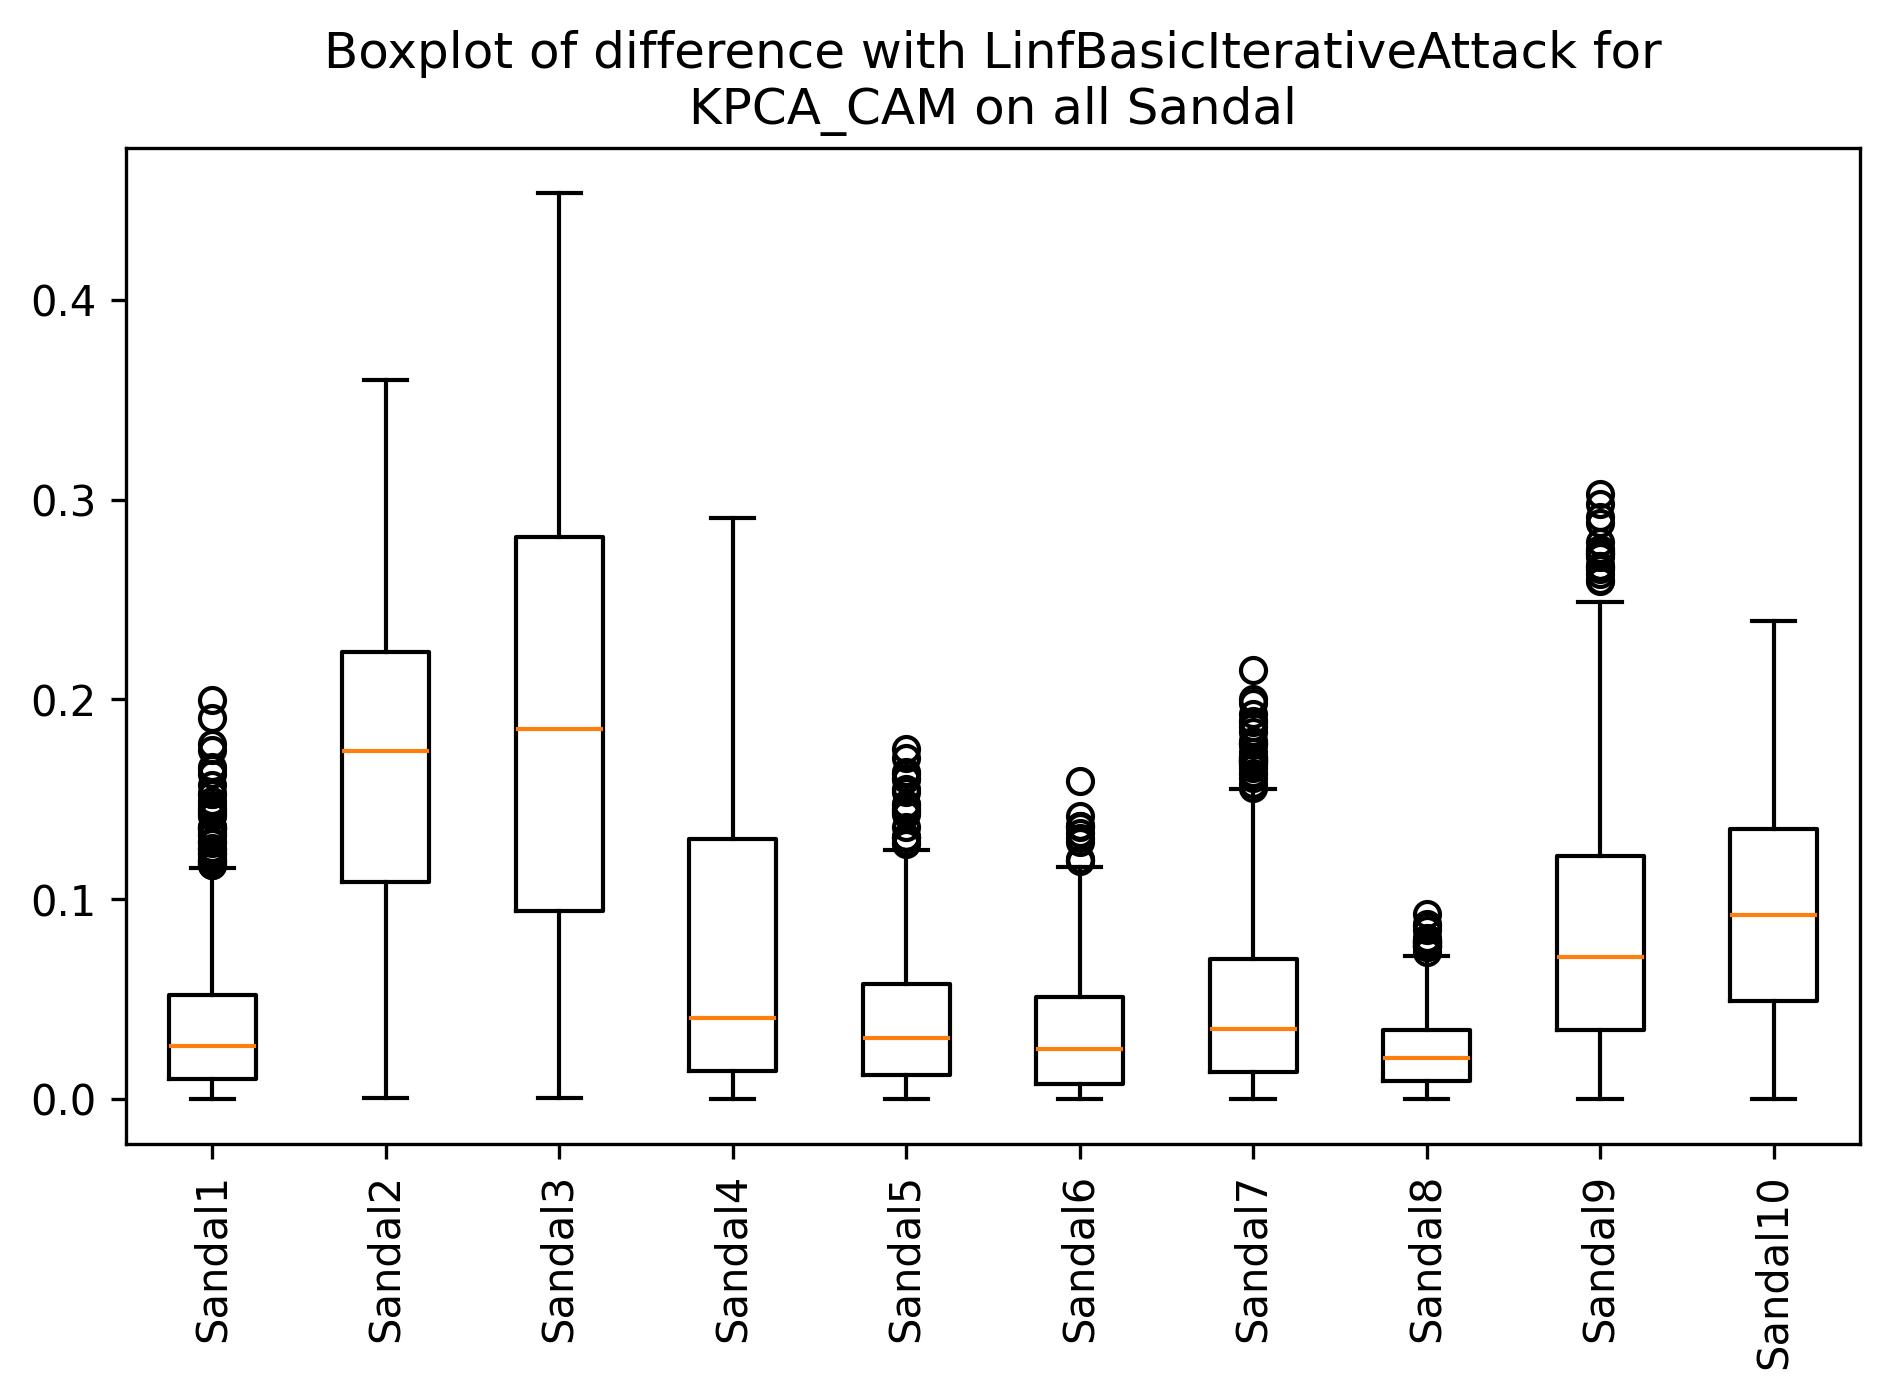 Boxplot of difference with LinfBasicIterativeAttack for
KPCA_CAM on all Sandal
0.4
0.3
0.2
0.1
0.0
Sandal1
Sandal2
Sandal3
Sandal4
Sandal5
Sandal6
Sandal7
Sandal8
Sandal9
Sandal10